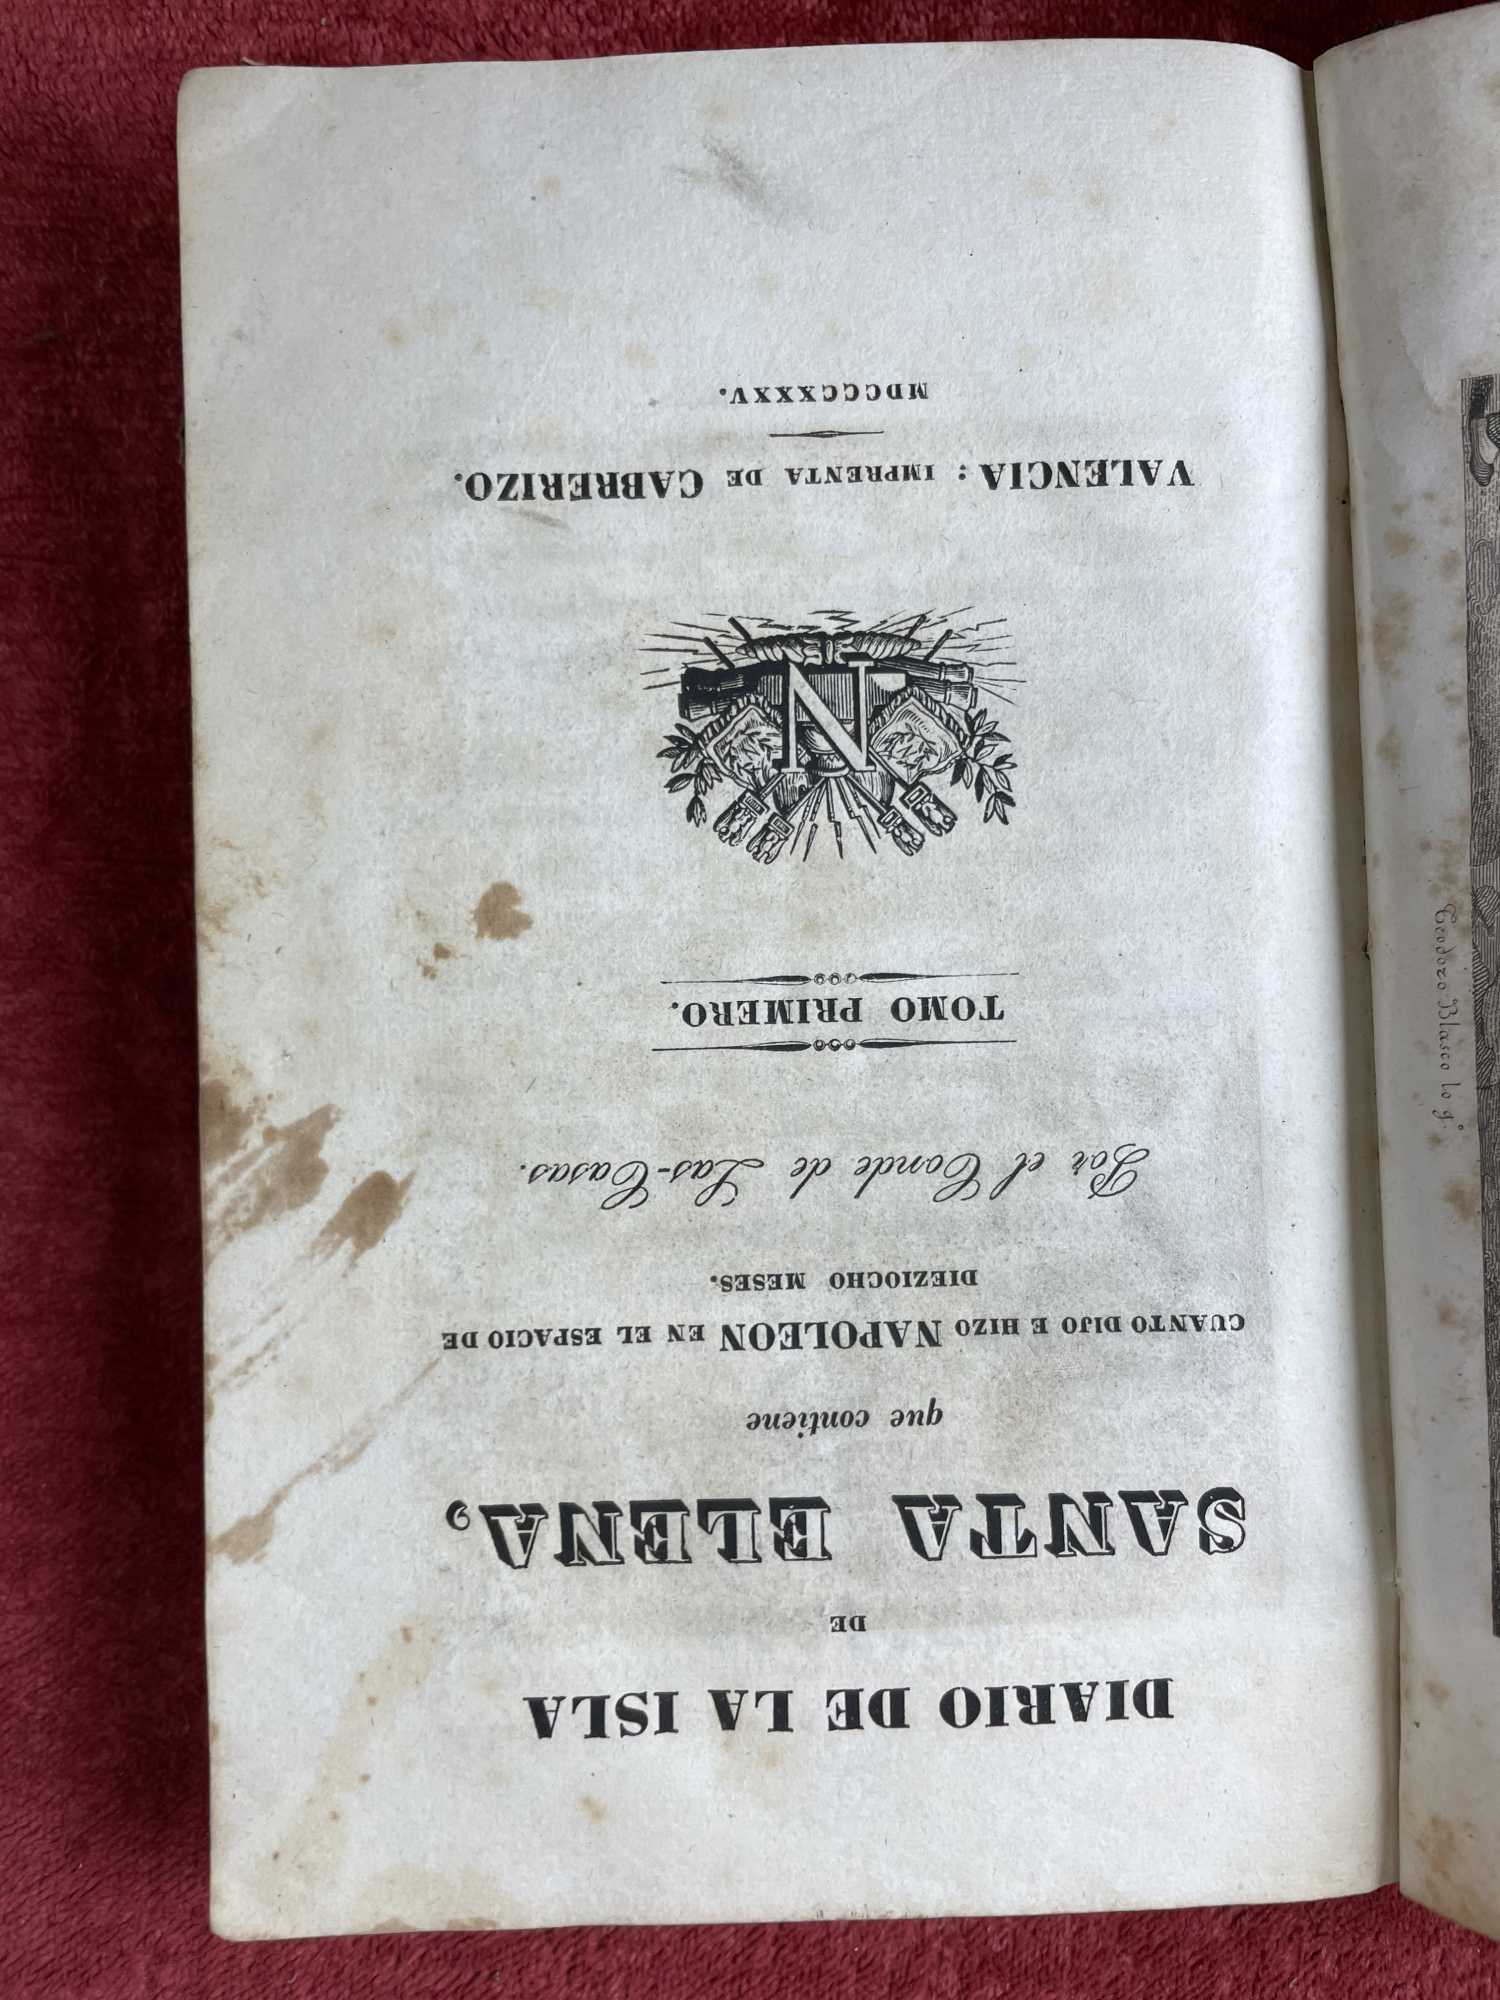 DIARIO DE LA ISLA
DE
SANTA ELENA,
que contiene
CUANTO DIJO E HIZO NAPOLEON EN EL ESPACIO DE
DIEZIOCHO MESES.
Por el Conde de Las-Casas.
TOMO PRIMERO.
N
VALENCIA: IMPRENTA DE CABRERIZO.
MDCCCXXXV.
Teodoro Blasco lo g.º